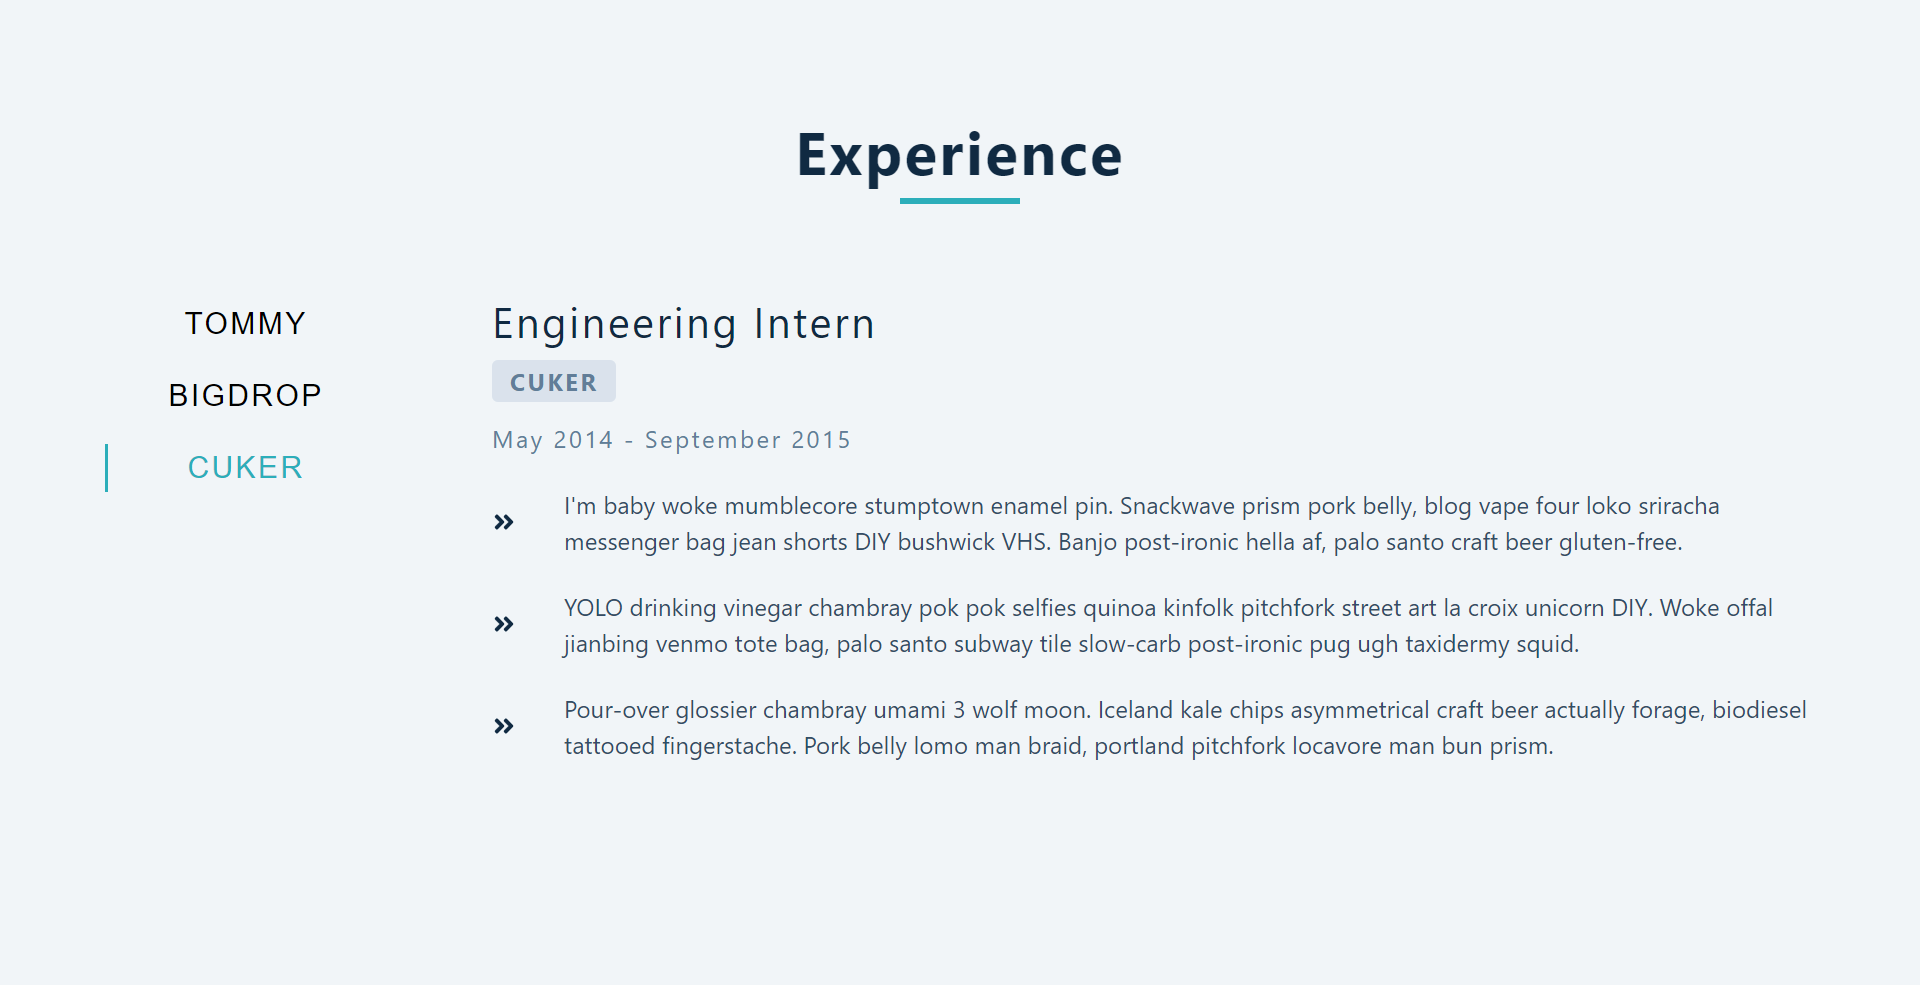 Experience
TOMMY
BIGDROP
CUKER
Engineering Intern
CUKER
May 2014 - September 2015
I'm baby woke mumblecore stumptown enamel pin. Snackwave prism pork belly, blog vape four loko sriracha
messenger bag jean shorts DIY bushwick VHS. Banjo post-ironic hella af, palo santo craft beer gluten-free.
YOLO drinking vinegar chambray pok pok selfies quinoa kinfolk pitchfork street art la croix unicorn DIY. Woke offal
jianbing venmo tote bag, palo santo subway tile slow-carb post-ironic pug ugh taxidermy squid.
Pour-over glossier chambray umami 3 wolf moon. Iceland kale chips asymmetrical craft beer actually forage, biodiesel
tattooed fingerstache. Pork belly lomo man braid, portland pitchfork locavore man bun prism.